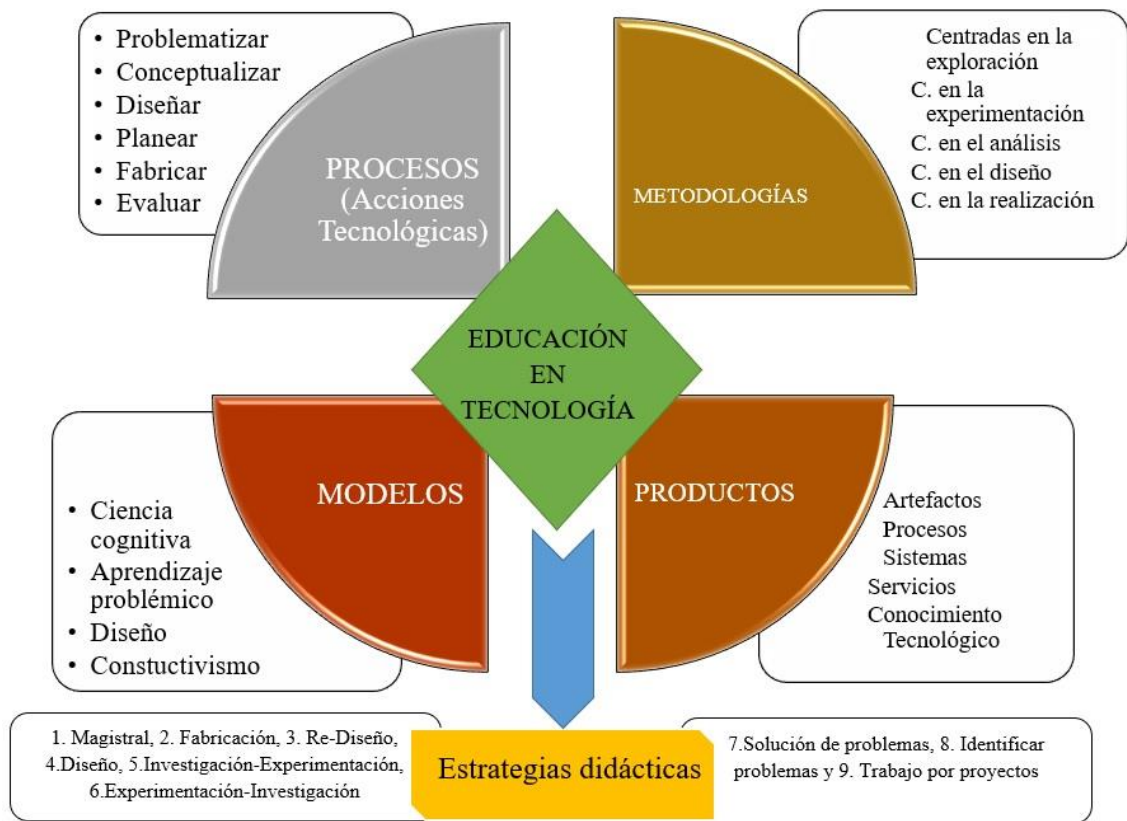 • Problematizar
• Conceptualizar
• Diseñar
• Planear
• Fabricar
• Evaluar
PROCESOS
(Acciones
Tecnológicas)
METODOLOGÍAS
Centradas en la
exploración
C. en la
experimentación
C. en el análisis
C. en el diseño
C. en la realización
EDUCACIÓN
EN
TECNOLOGÍA
MODELOS
• Ciencia
cognitiva
• Aprendizaje
problémico
• Diseño
• Constuctivismo
PRODUCTOS
Artefactos
Procesos
Sistemas
Servicios
Conocimiento
Tecnológico
1. Magistral, 2. Fabricación, 3. Re-Diseño,
4.Diseño, 5.Investigación-Experimentación,
6.Experimentación-Investigación
Estrategias didácticas
7.Solución de problemas, 8. Identificar
problemas y 9. Trabajo por proyectos